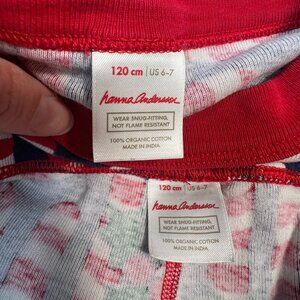 120 cm | US 6-7
hanna Andersson
WEAR SNUG-FITTING,
NOT FLAME RESISTANT
100% ORGANIC COTTON
MADE IN INDIA
120 cm | US 6-7
hanna Andersson
WEAR SNUG-FITTING,
NOT FLAME RESISTANT
100% ORGANIC COTTON
MADE IN INDIA